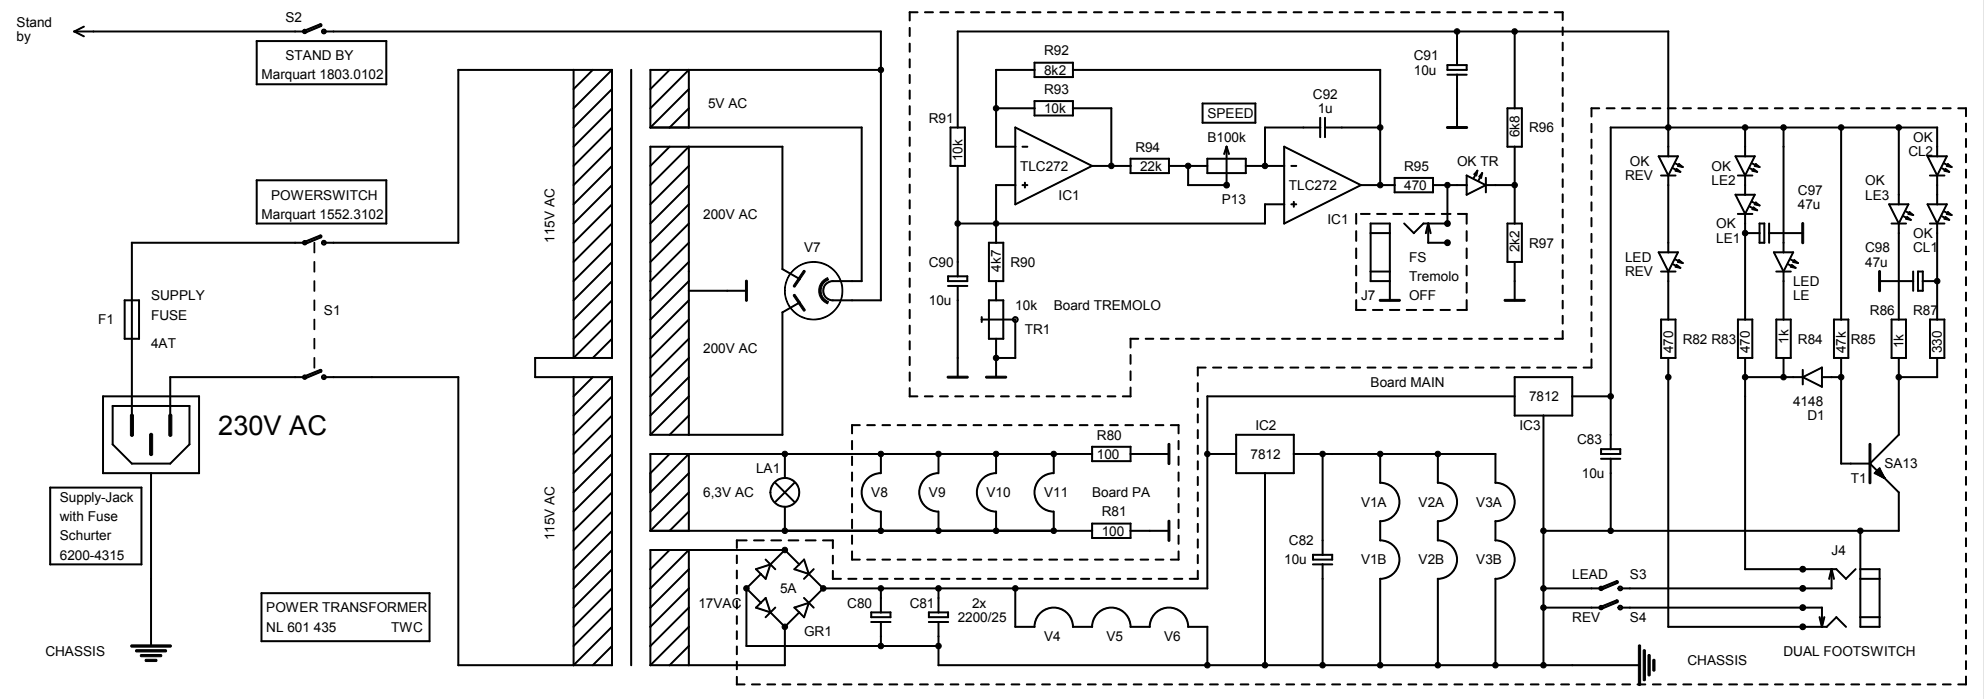 Stand
by
S2
STAND BY
Marquart 1803.0102
POWERSWITCH
Marquart 1552.3102
S1
F1
SUPPLY
FUSE
4AT
230V AC
Supply-Jack
with Fuse
Schurter
6200-4315
CHASSIS
POWER TRANSFORMER
NL 601 435 TWC
115V AC
115V AC
5V AC
200V AC
200V AC
V7
6,3V AC
LA1
17VAC
5A
GR1
V8
V9
V10
V11
R80
100
Board PA
R81
100
C80
C81
2x
2200/25
V4
V5
V6
R91
10k
R92
8k2
R93
10k
TLC272
IC1
R94
22k
SPEED
B100k
P13
C92
1u
TLC272
IC1
R95
470
OK TR
C91
10u
6k8
R96
2k2
R97
C90
10u
4k7
R90
10k
TR1
Board TREMOLO
FS
Tremolo
OFF
J7
Board MAIN
IC2
7812
7812
IC3
C82
10u
V1A
V2A
V3A
V1B
V2B
V3B
C83
10u
OK
REV
LED
REV
470
R82
OK
LE2
OK
LE1
R83
470
C97
47u
LED
LE
1k
R84
47k
R85
4148
D1
OK
LE3
OK
CL2
OK
CL1
C98
47u
R86
1k
R87
330
T1
SA13
LEAD S3
REV S4
J4
DUAL FOOTSWITCH
CHASSIS